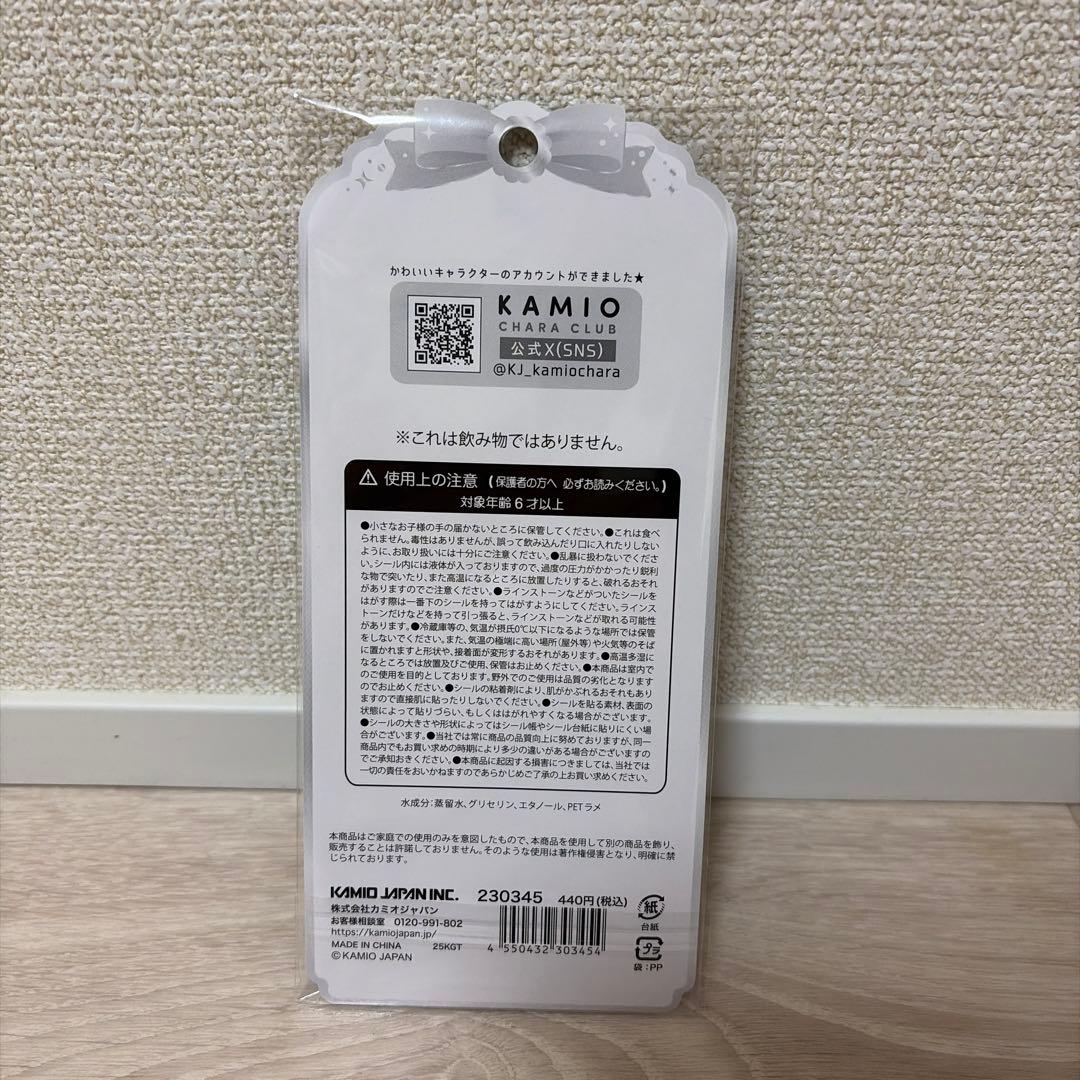 かわいいキャラクターのアカウントができました★
KAMIO
CHARA CLUB
公式X(SNS)
@KJ_kamiochara
※これは飲み物ではありません。
⚠ 使用上の注意 (保護者の方へ 必ずお読みください。)
対象年齢6才以上
●小さなお子様の手の届かないところに保管してください。●これは食べ
られません。毒性はありませんが、誤って飲み込んだり口に入れたりしない
ように、お取り扱いには十分にご注意ください。●乱暴に扱わないでくださ
い。シール内には液体が入っておりますので、過度の圧力がかかったり鋭利
な物で突いたり、また高温になるところに放置したりすると、破れるおそれ
がありますのでご注意ください。●ラインストーンなどがついたシールを
はがす際は一番下のシールを持ってはがすようにしてください。ラインス
トーンだけなどを持って引っ張ると、ラインストーンなどが取れる可能性
があります。●冷蔵庫等の、気温が摂氏0℃以下になるような場所では保管
をしないでください。また、気温の極端に高い場所(屋外等)や火気等のそば
に置かれますと形状や、接着面が変形するおそれがあります。●高温多湿に
なるところでは放置及びご使用、保管はお止めください。●本商品は室内で
のご使用を目的としております。野外でのご使用は品質の劣化となります
のでお止めください。●シールの粘着剤により、肌がかぶれるおそれもあり
ますので直接肌に貼ったりしないでください。●シールを貼る素材、表面の
状態によって貼りづらい、もしくははがれやすくなる場合がございます。
●シールの大きさや形状によってはシール帳やシール台紙に貼りにくい場
合がございます。●当社では常に商品の品質向上に努めておりますが、同一
商品内でもお買い求めの時期により多少の違いがある場合がございますの
でご承知おきください。●本商品に起因する損害につきましては、当社では
一切の責任をおいかねますのであらかじめご了承の上お買い求めください。
水成分:蒸留水、グリセリン、エタノール、PETラメ
本商品はご家庭での使用のみを意図したもので、本商品を使用して別の商品を飾り、
販売することは許諾しておりません。そのような使用は著作権侵害となり、明確に禁
じられております。
KAMIO JAPAN INC. 230345 440円(税込)
株式会社カミオジャパン
お客様相談室 0120-991-802
https://kamiojapan.jp/
MADE IN CHINA 25KGT
©KAMIO JAPAN
4 550432 303454
紙
台紙
プラ
袋:PP